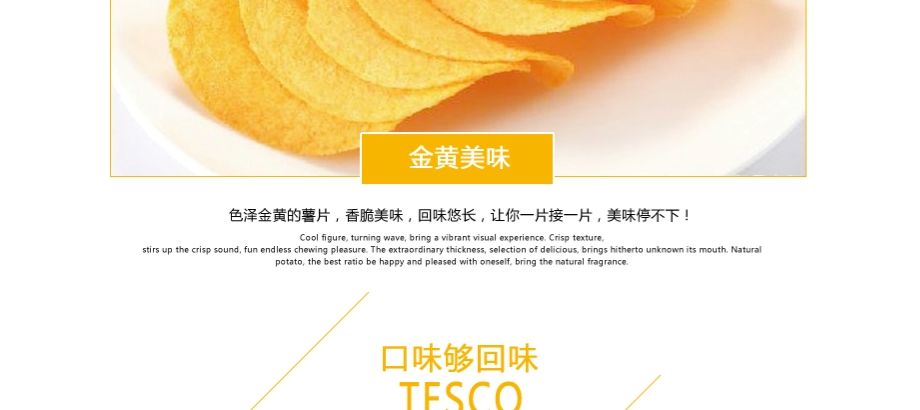 金黄美味
色泽金黄的薯片，香脆美味，回味悠长，让你一片接一片，美味停不下！
Cool figure, turning wave, bring a vibrant visual experience. Crisp texture,
stirs up the crisp sound, fun endless chewing pleasure. The extraordinary thickness, selection of delicious, brings hitherto unknown its mouth. Natural
potato, the best ratio be happy and pleased with oneself, bring the natural fragrance.
口味够回味
TESCO